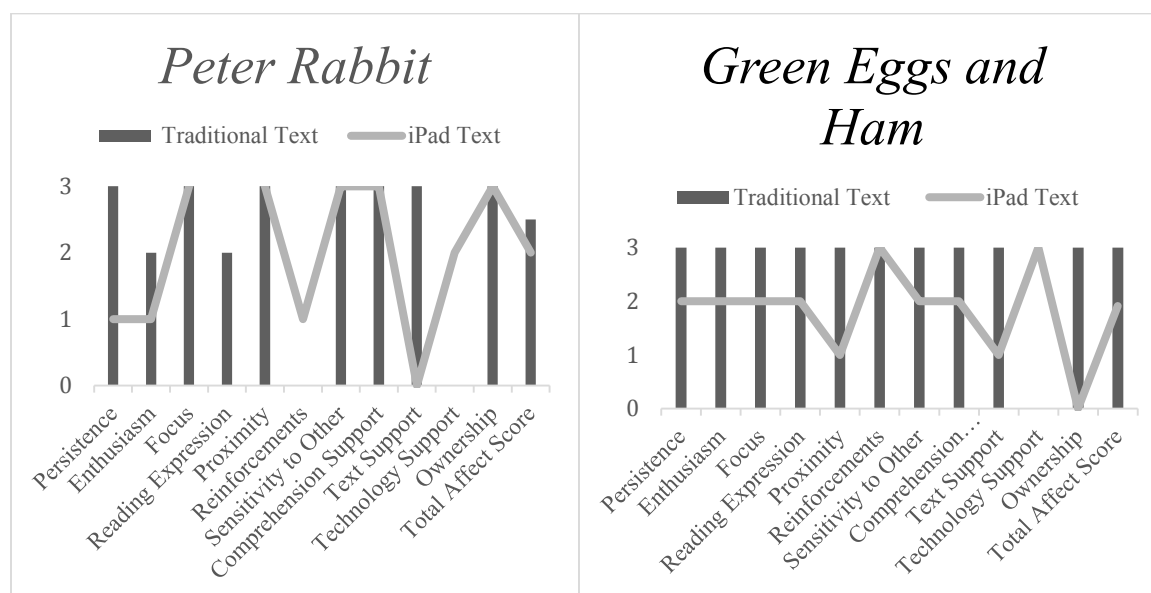 Peter Rabbit
Traditional Text
iPad Text
3
2
1
0
Persistence
Enthusiasm
Focus
Reading Expression
Proximity
Reinforcements
Sensitivity to Other
Comprehension Support
Text Support
Technology Support
Ownership
Total Affect Score
Green Eggs and
Ham
Traditional Text
iPad Text
3
2
1
0
Persistence
Enthusiasm
Focus
Reading Expression
Proximity
Reinforcements
Sensitivity to Other
Comprehension…
Text Support
Technology Support
Ownership
Total Affect Score